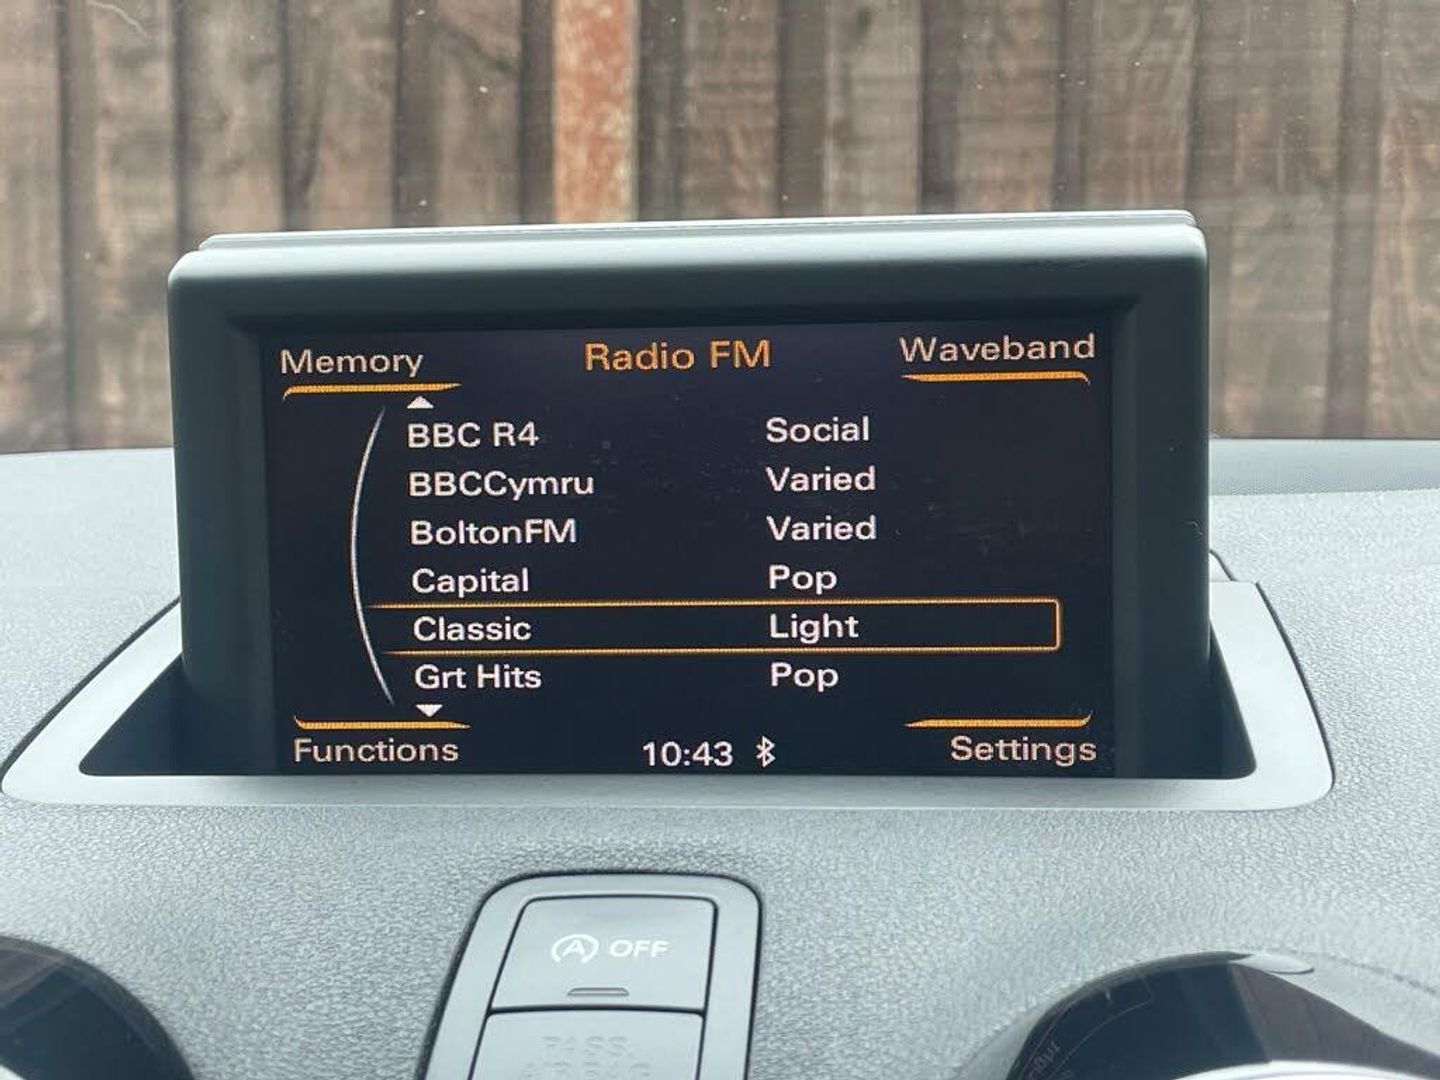 Memory Radio FM Waveband
BBC R4 Social
BBCCymru Varied
BoltonFM Varied
Capital Pop
Classic Light
Grt Hits Pop
Functions 10:43 Settings
A OFF
PASS